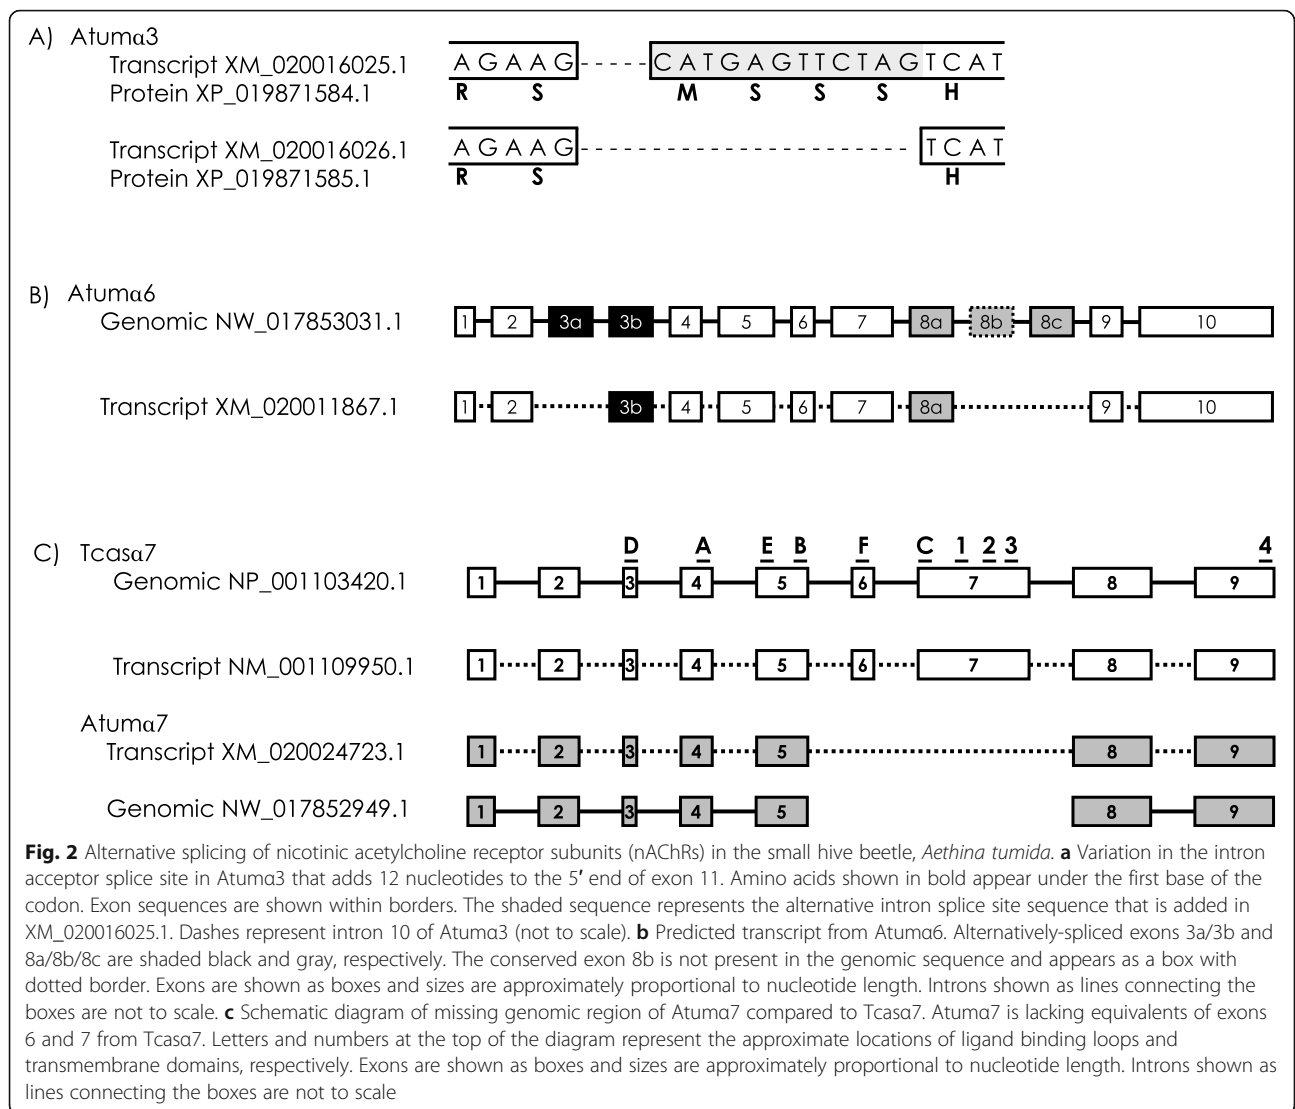 A) Atumα3
Transcript XM_020016025.1 A G A A G C A T G A G T T C T A G T C A T
Protein XP_019871584.1 R S M S S S H
Transcript XM_020016026.1 A G A A G T C A T
Protein XP_019871585.1 R S H
B) Atumα6
Genomic NW_017853031.1 1 2 3a 3b 4 5 6 7 8a 8b 8c 9 10
Transcript XM_020011867.1 1 2 3b 4 5 6 7 8a 9 10
D A E B F C 1 2 3 4
C) Tcasα7
Genomic NP_001103420.1 1 2 3 4 5 6 7 8 9
Transcript NM_001109950.1 1 2 3 4 5 6 7 8 9
Atumα7
Transcript XM_020024723.1 1 2 3 4 5 8 9
Genomic NW_017852949.1 1 2 3 4 5 8 9
Fig. 2 Alternative splicing of nicotinic acetylcholine receptor subunits (nAChRs) in the small hive beetle, Aethina tumida. a Variation in the intron
acceptor splice site in Atumα3 that adds 12 nucleotides to the 5′ end of exon 11. Amino acids shown in bold appear under the first base of the
codon. Exon sequences are shown within borders. The shaded sequence represents the alternative intron splice site sequence that is added in
XM_020016025.1. Dashes represent intron 10 of Atumα3 (not to scale). b Predicted transcript from Atumα6. Alternatively-spliced exons 3a/3b and
8a/8b/8c are shaded black and gray, respectively. The conserved exon 8b is not present in the genomic sequence and appears as a box with
dotted border. Exons are shown as boxes and sizes are approximately proportional to nucleotide length. Introns shown as lines connecting the
boxes are not to scale. c Schematic diagram of missing genomic region of Atumα7 compared to Tcasα7. Atumα7 is lacking equivalents of exons
6 and 7 from Tcasα7. Letters and numbers at the top of the diagram represent the approximate locations of ligand binding loops and
transmembrane domains, respectively. Exons are shown as boxes and sizes are approximately proportional to nucleotide length. Introns shown as
lines connecting the boxes are not to scale